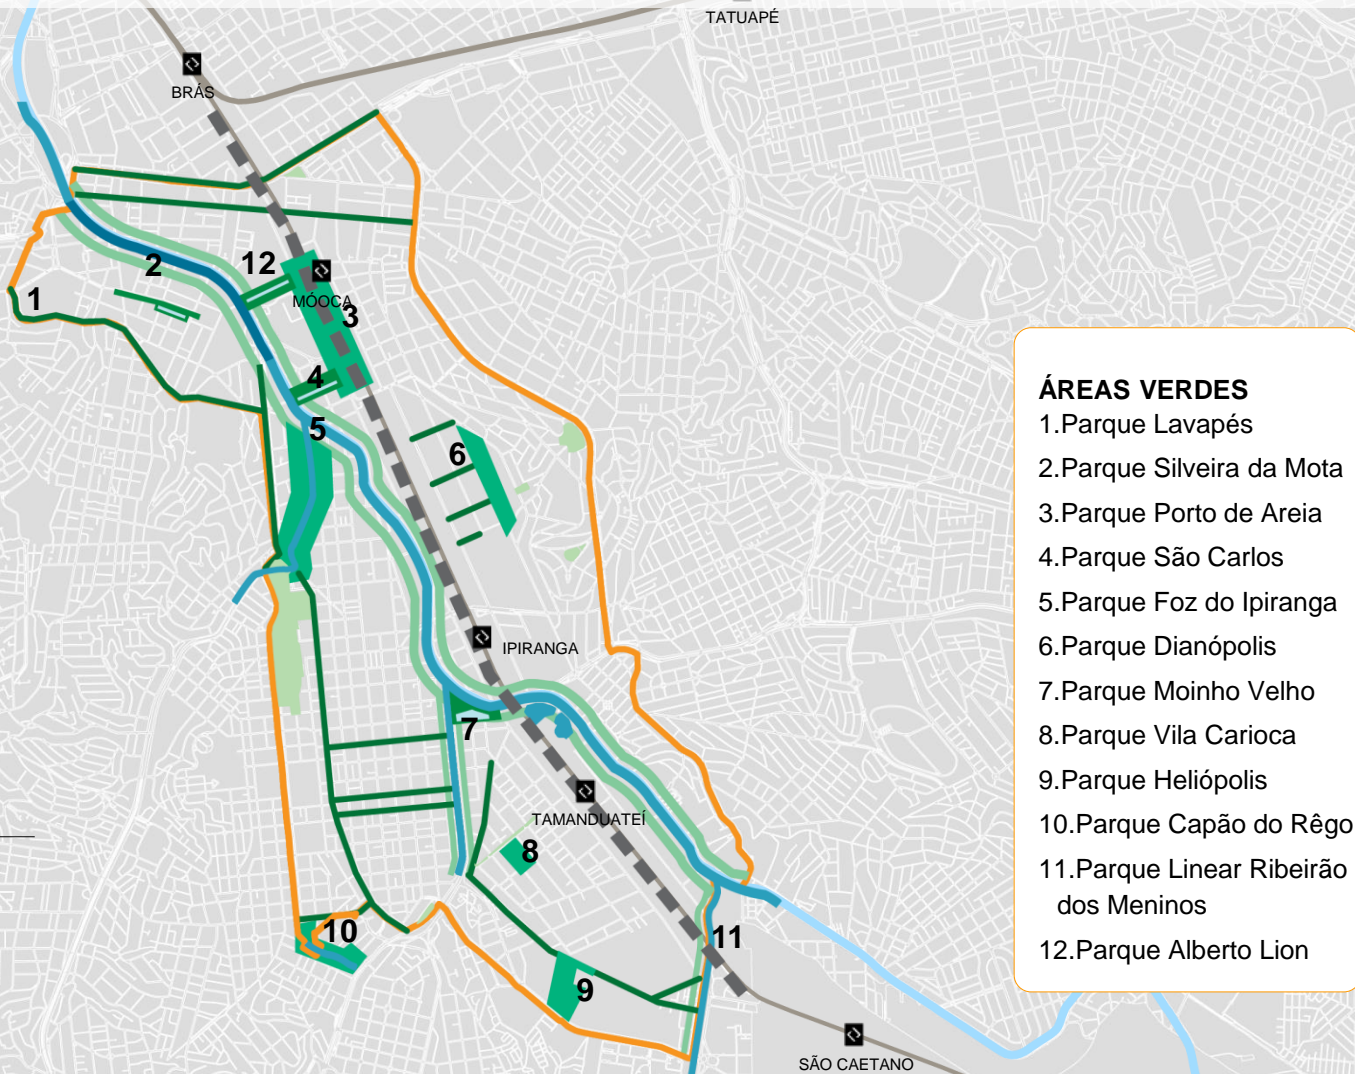 TATUAPÉ
BRÁS
12
2
MÓOCA
1
3
4
5
6
IPIRANGA
7
TAMANDUATEÍ
8
10
11
9
SÃO CAETANO
ÁREAS VERDES
1.Parque Lavapés
2.Parque Silveira da Mota
3.Parque Porto de Areia
4.Parque São Carlos
5.Parque Foz do Ipiranga
6.Parque Dianópolis
7.Parque Moinho Velho
8.Parque Vila Carioca
9.Parque Heliópolis
10.Parque Capão do Rêgo
11.Parque Linear Ribeirão
dos Meninos
12.Parque Alberto Lion